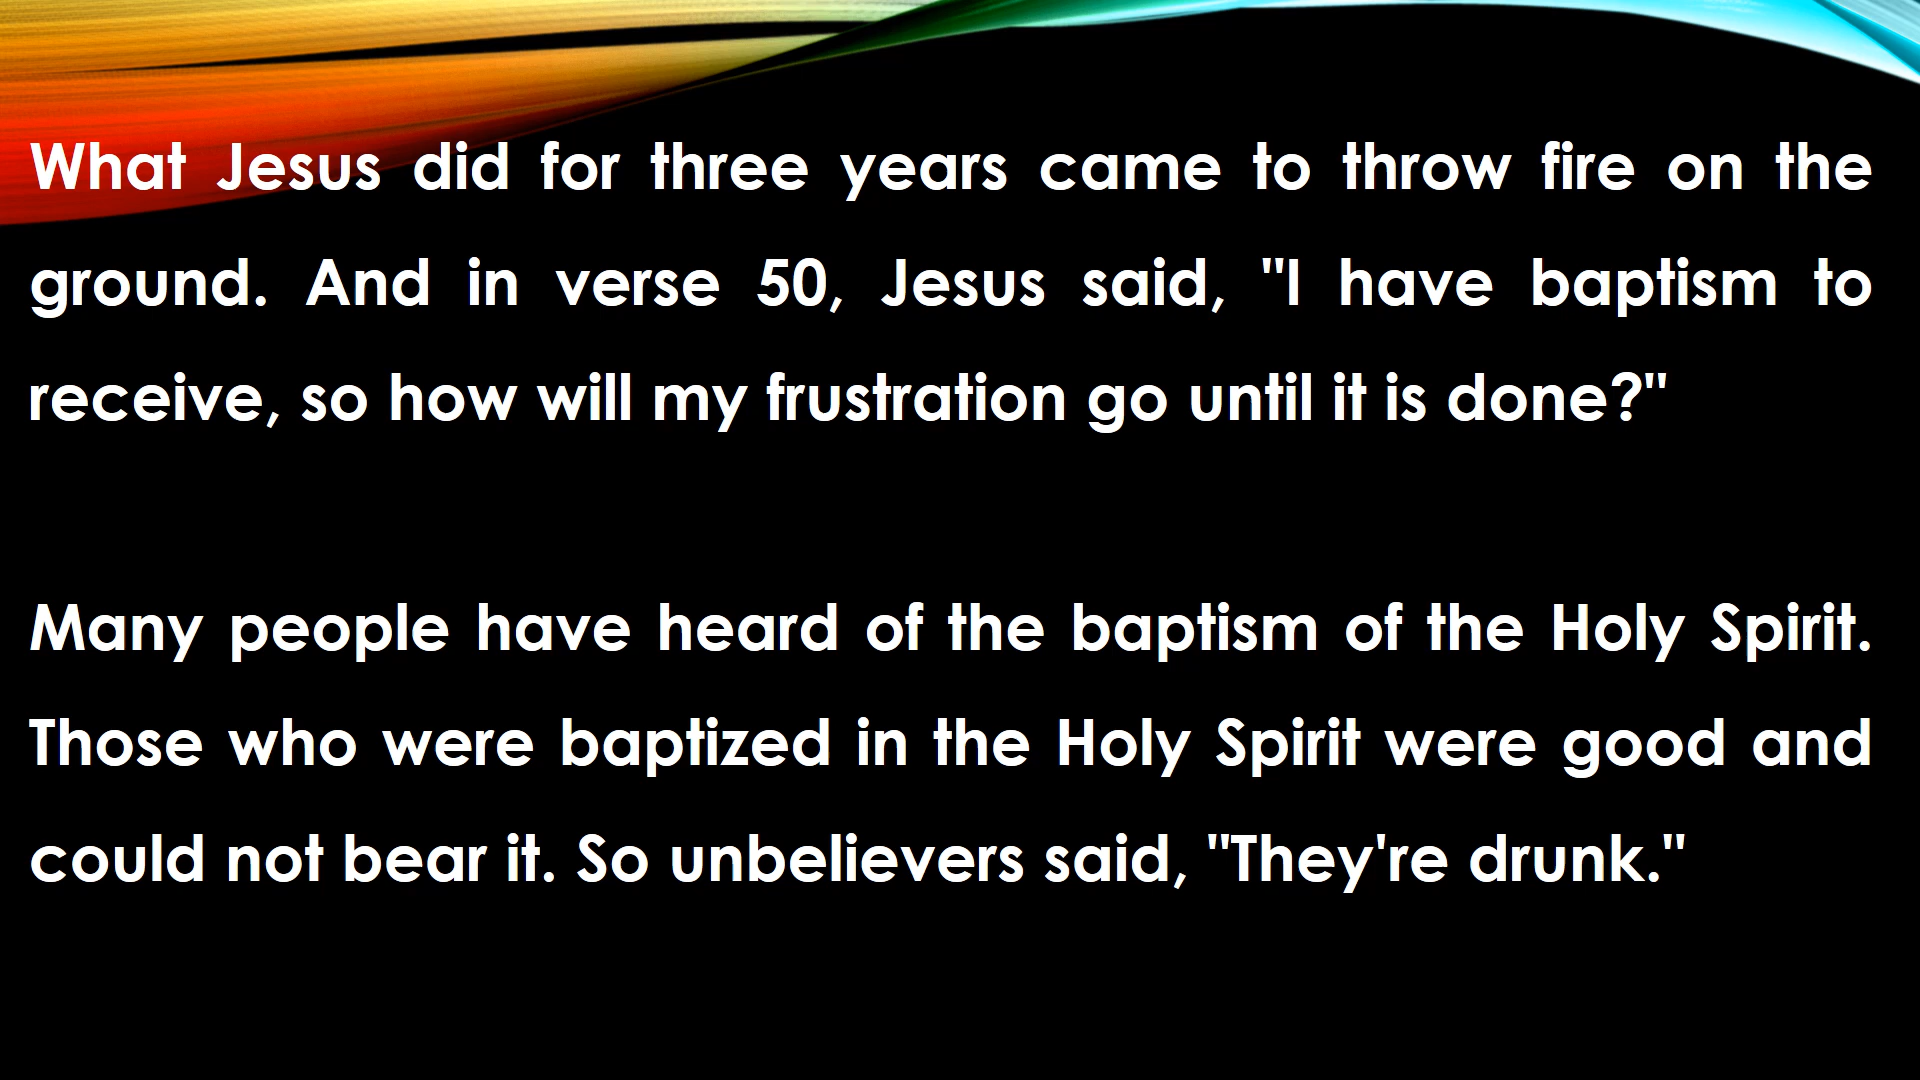 What Jesus did for three years came to throw fire on the
ground. And in verse 50, Jesus said, "I have baptism to
receive, so how will my frustration go until it is done?"
Many people have heard of the baptism of the Holy Spirit.
Those who were baptized in the Holy Spirit were good and
could not bear it. So unbelievers said, "They're drunk."